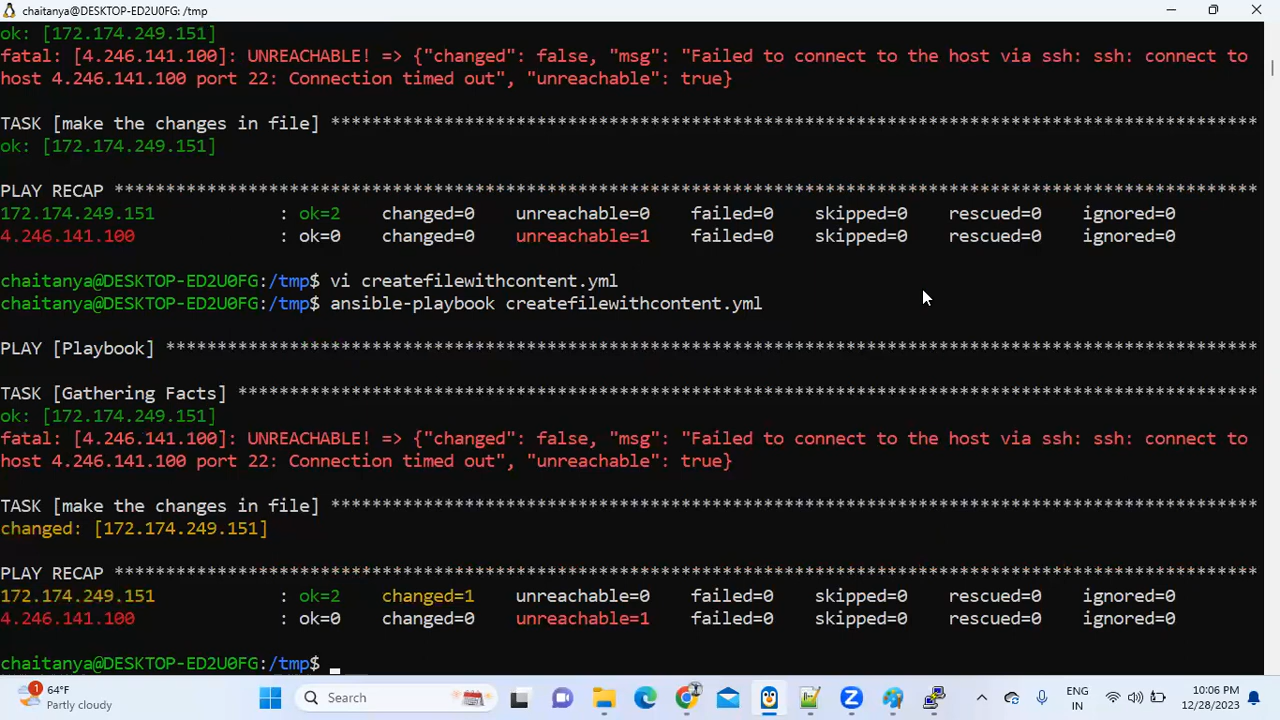 chaitanya@DESKTOP-ED2U0FG: /tmp
ok: [172.174.249.151]
fatal: [4.246.141.100]: UNREACHABLE! => {"changed": false, "msg": "Failed to connect to the host via ssh: ssh: connect to
host 4.246.141.100 port 22: Connection timed out", "unreachable": true}
TASK [make the changes in file] ******************************************************************************************
ok: [172.174.249.151]
PLAY RECAP ***************************************************************************************************************
172.174.249.151 : ok=2 changed=0 unreachable=0 failed=0 skipped=0 rescued=0 ignored=0
4.246.141.100 : ok=0 changed=0 unreachable=1 failed=0 skipped=0 rescued=0 ignored=0
chaitanya@DESKTOP-ED2U0FG:/tmp$ vi createfilewithcontent.yml
chaitanya@DESKTOP-ED2U0FG:/tmp$ ansible-playbook createfilewithcontent.yml
PLAY [Playbook] **********************************************************************************************************
TASK [Gathering Facts] ***************************************************************************************************
ok: [172.174.249.151]
fatal: [4.246.141.100]: UNREACHABLE! => {"changed": false, "msg": "Failed to connect to the host via ssh: ssh: connect to
host 4.246.141.100 port 22: Connection timed out", "unreachable": true}
TASK [make the changes in file] ******************************************************************************************
changed: [172.174.249.151]
PLAY RECAP ***************************************************************************************************************
172.174.249.151 : ok=2 changed=1 unreachable=0 failed=0 skipped=0 rescued=0 ignored=0
4.246.141.100 : ok=0 changed=0 unreachable=1 failed=0 skipped=0 rescued=0 ignored=0
chaitanya@DESKTOP-ED2U0FG:/tmp$
1
64°F
Partly cloudy
Search
ENG
IN
10:06 PM
12/28/2023